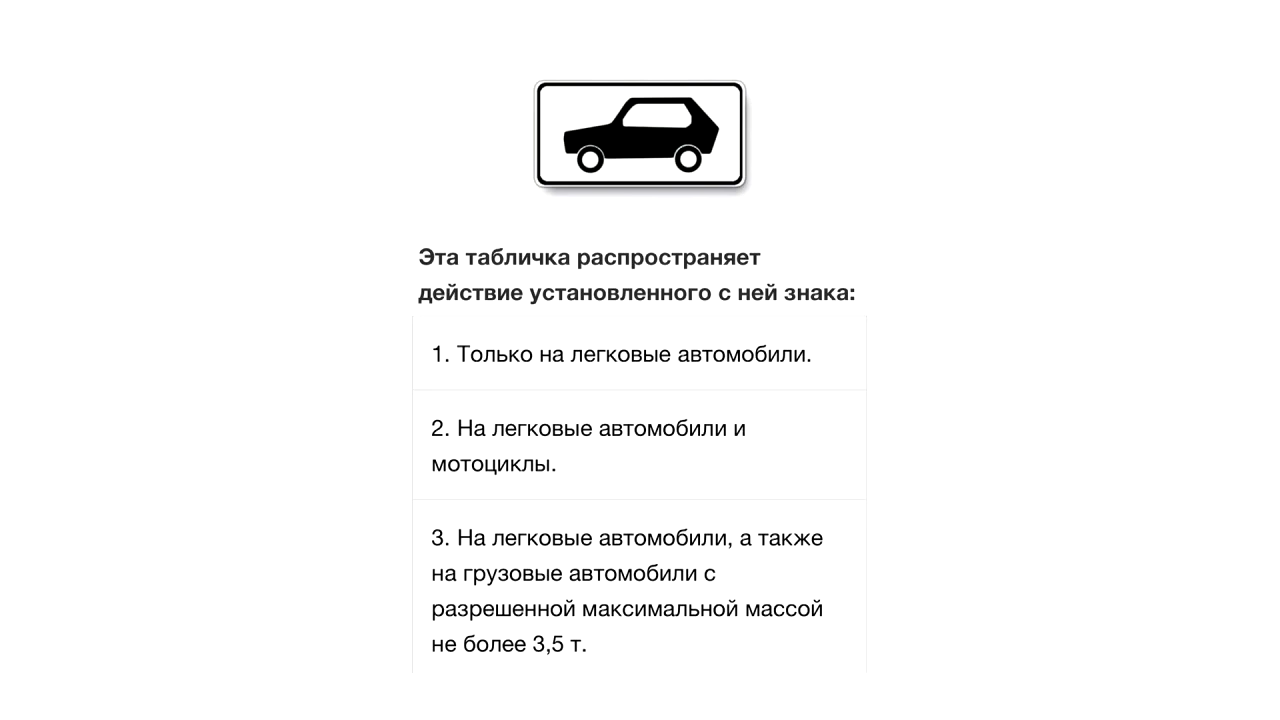 Эта табличка распространяет
действие установленного с ней знака:
1. Только на легковые автомобили.
2. На легковые автомобили и
мотоциклы.
3. На легковые автомобили, а также
на грузовые автомобили с
разрешенной максимальной массой
не более 3,5 т.